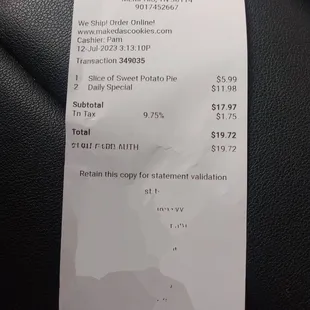 9017452667
We Ship! Order Online!
www.makedascookies.com
Cashier: Pam
12-Jul-2023 3:13:10P
Transaction 349035
1 Slice of Sweet Potato Pie $5.99
2 Daily Special $11.98
Subtotal $17.97
Tn Tax 9.75% $1.75
Total $19.72
AUTH $19.72
Retain this copy for statement validation